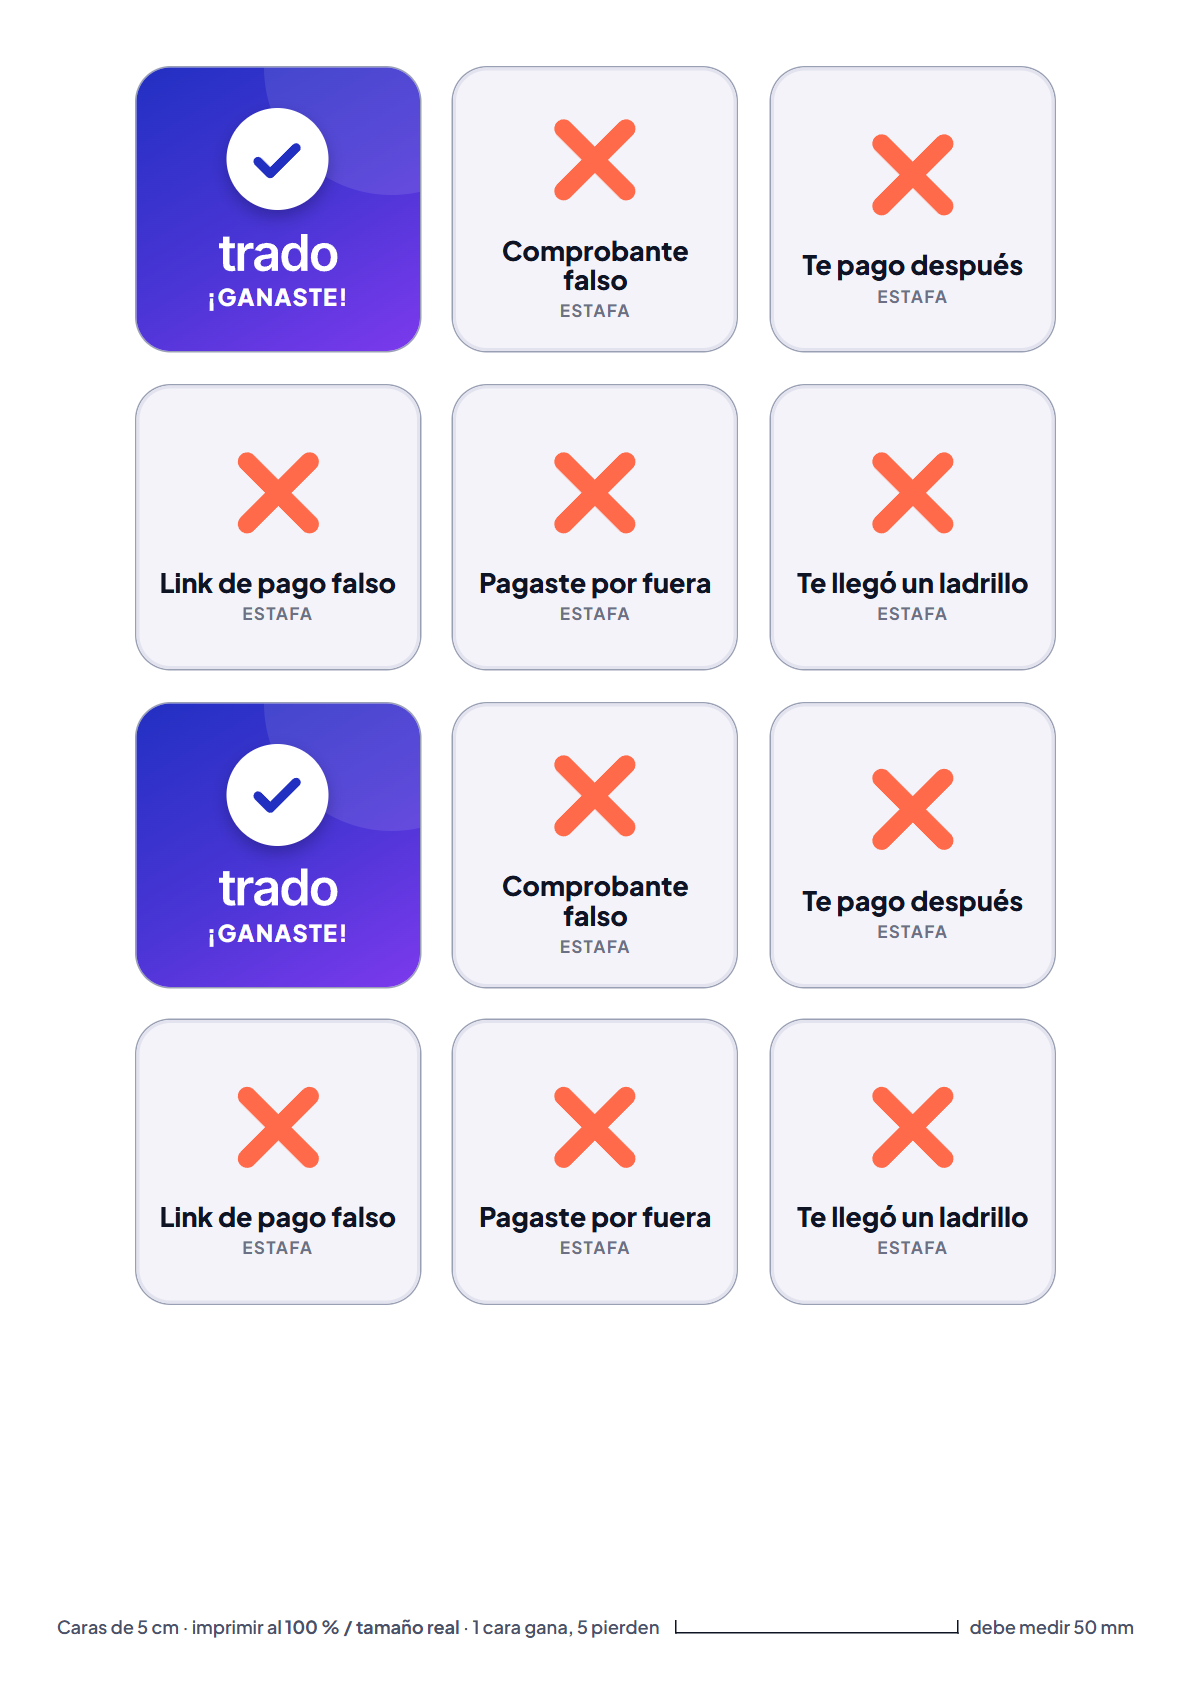 trado
¡GANASTE!
Comprobante
falso
ESTAFA
Te pago después
ESTAFA
Link de pago falso
ESTAFA
Pagaste por fuera
ESTAFA
Te llegó un ladrillo
ESTAFA
trado
¡GANASTE!
Comprobante
falso
ESTAFA
Te pago después
ESTAFA
Link de pago falso
ESTAFA
Pagaste por fuera
ESTAFA
Te llegó un ladrillo
ESTAFA
Caras de 5 cm · imprimir al 100 % / tamaño real · 1 cara gana, 5 pierden debe medir 50 mm